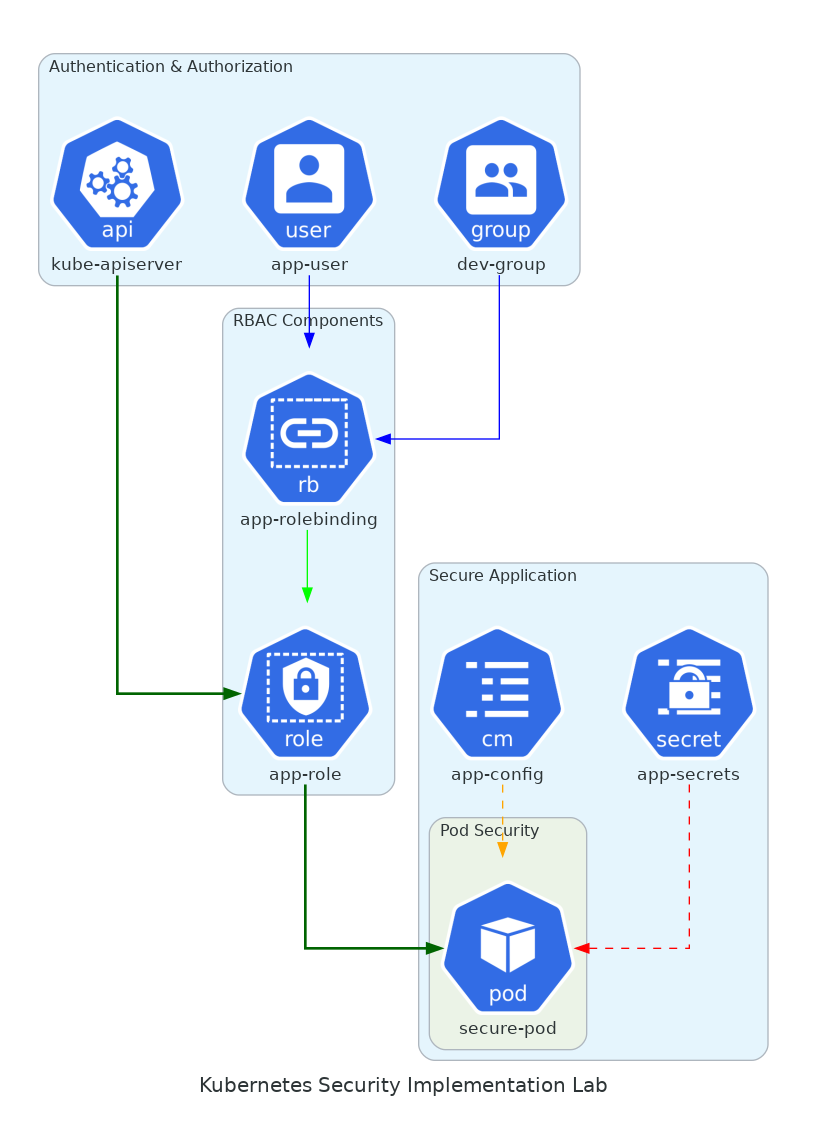 Authentication & Authorization
api
user
group
kube-apiserver
app-user
dev-group
RBAC Components
rb
app-rolebinding
Secure Application
role
cm
secret
app-role
app-config
app-secrets
Pod Security
pod
secure-pod
Kubernetes Security Implementation Lab